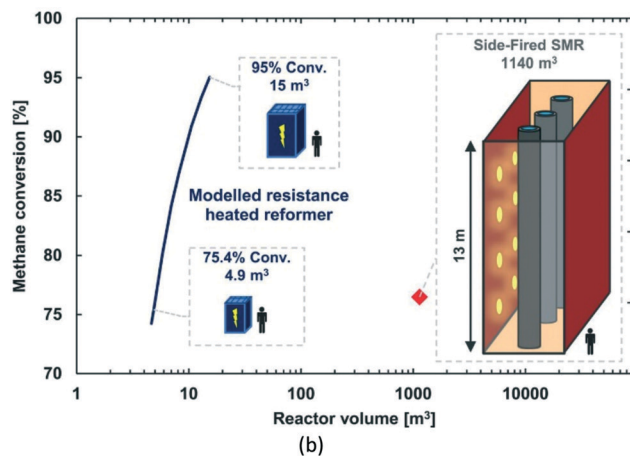 Methane conversion [%]
100
95
90
85
80
75
70
95% Conv.
15 m³
Modelled resistance
heated reformer
75.4% Conv.
4.9 m³
Side-Fired SMR
1140 m³
13 m
1
10
100
1000
10000
Reactor volume [m³]
(b)